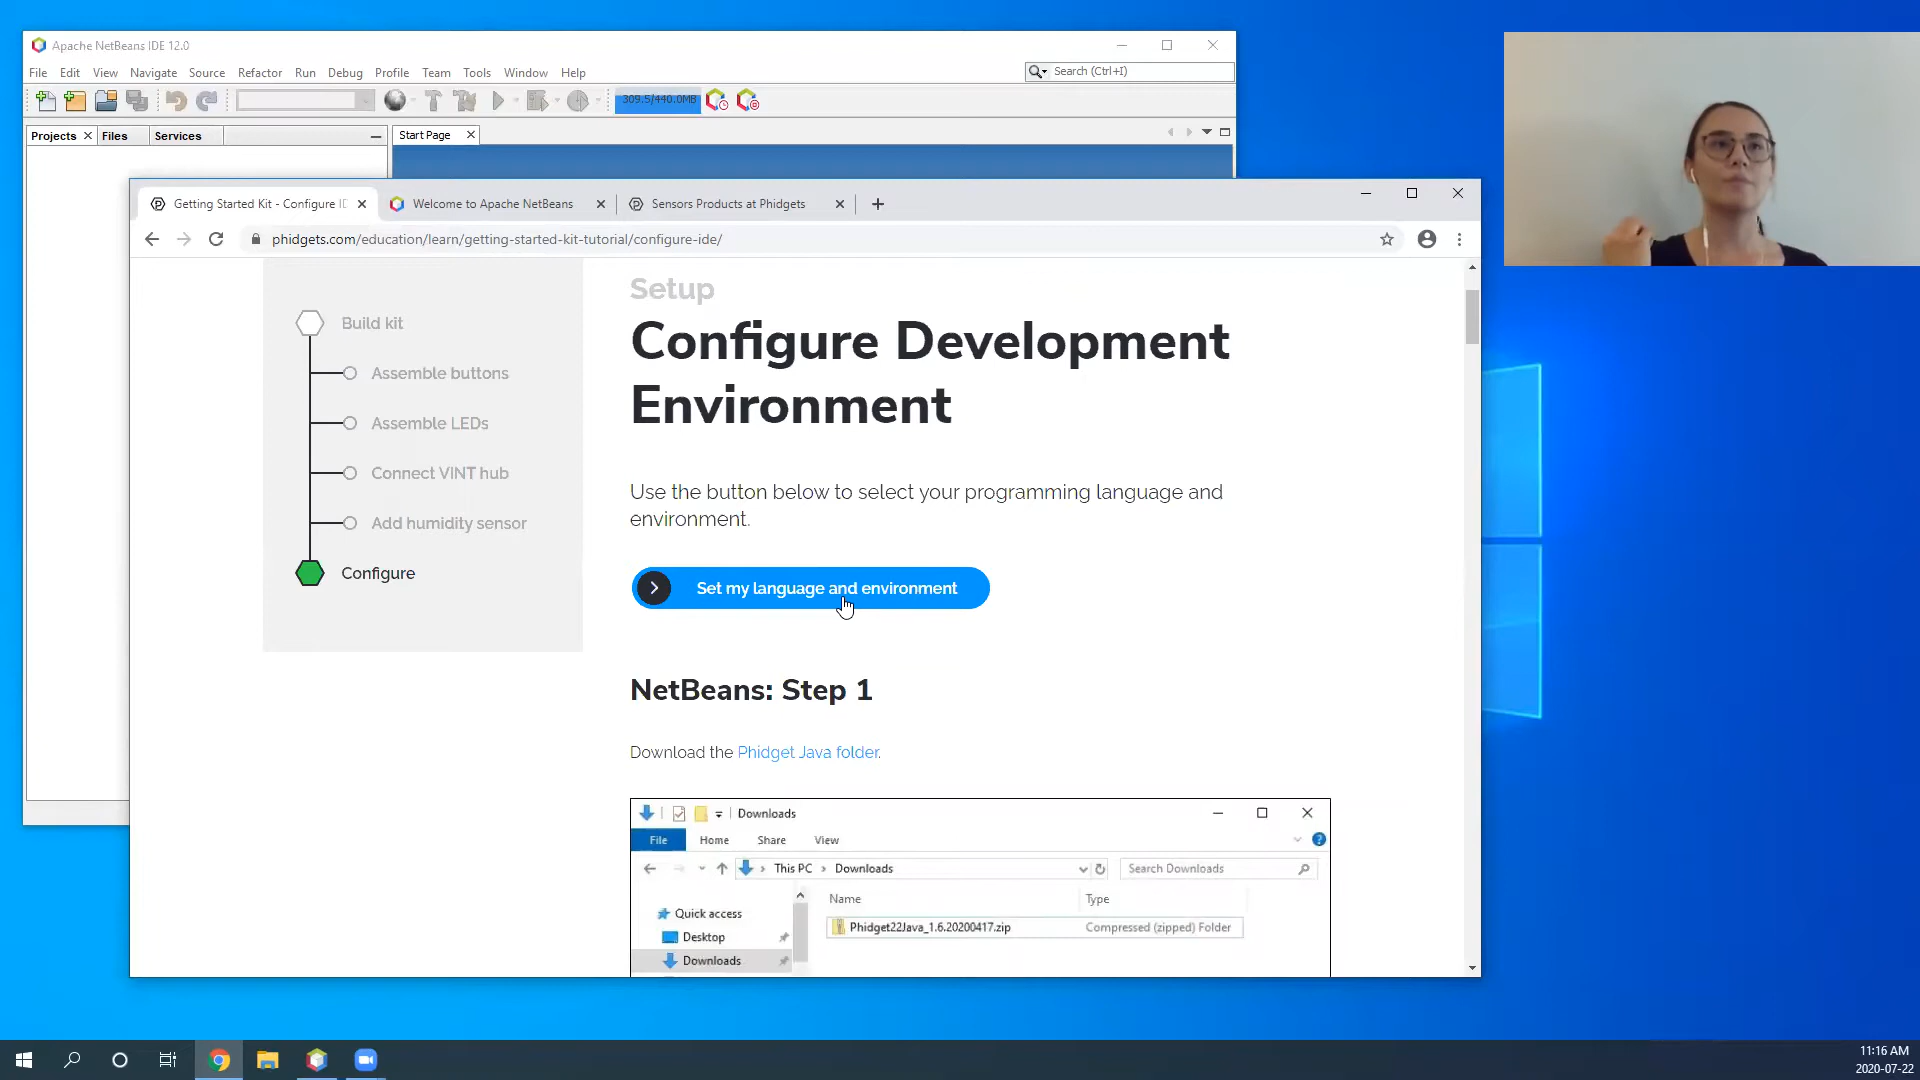 Apache NetBeans IDE 12.0
File Edit View Navigate Source Refactor Run Debug Profile Team Tools Window Help
Search (Ctrl+I)
309.5/440.0MB
Projects Files Services
Start Page
Getting Started Kit - Configure ID
Welcome to Apache NetBeans
Sensors Products at Phidgets
phidgets.com/education/learn/getting-started-kit-tutorial/configure-ide/
Build kit
Assemble buttons
Assemble LEDs
Connect VINT hub
Add humidity sensor
Configure
Setup
Configure Development
Environment
Use the button below to select your programming language and
environment.
Set my language and environment
NetBeans: Step 1
Download the Phidget Java folder.
Downloads
File Home Share View
This PC > Downloads
Search Downloads
Name Type
Quick access
Phidget22Java_1.6.20200417.zip Compressed (zipped) Folder
Desktop
Downloads
11:16 AM
2020-07-22